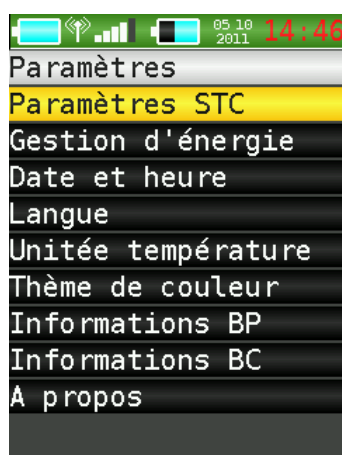 05 10
2011 14:46
Paramètres
Paramètres STC
Gestion d'énergie
Date et heure
Langue
Unitée température
Thème de couleur
Informations BP
Informations BC
A propos